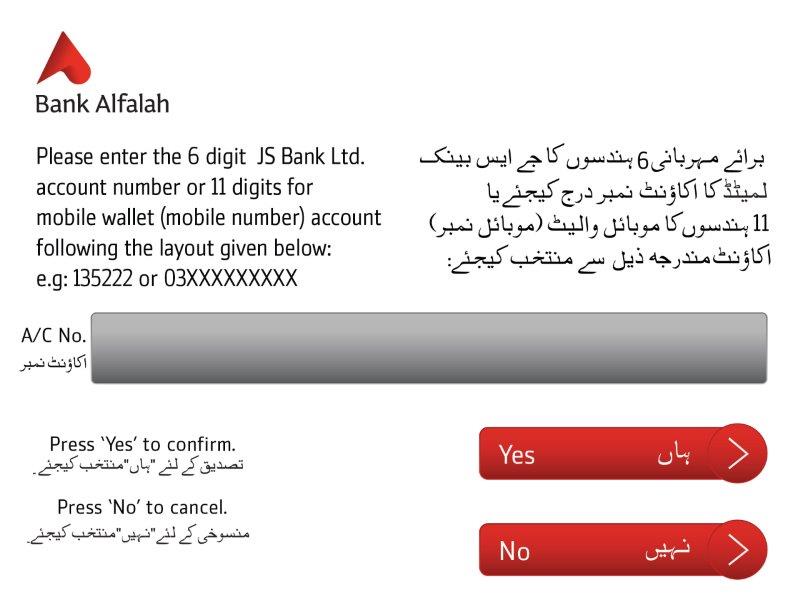 Bank Alfalah
Please enter the 6 digit JS Bank Ltd.
account number or 11 digits for
mobile wallet (mobile number) account
following the layout given below:
e.g: 135222 or 03XXXXXXXXX
برائے مہربانی 6 ہندسوں کا جے ایس بینک
لمیٹڈ کا اکاؤنٹ نمبر درج کیجئے یا
11 ہندسوں کا موبائل والیٹ (موبائل نمبر)
اکاؤنٹ مندرجہ ذیل سے منتخب کیجئے:
A/C No.
اکاؤنٹ نمبر
Press ‘Yes’ to confirm.
تصدیق کے لئے "ہاں" منتخب کیجئے۔
Yes ہاں
Press ‘No’ to cancel.
منسوخی کے لئے "نہیں" منتخب کیجئے۔
No نہیں